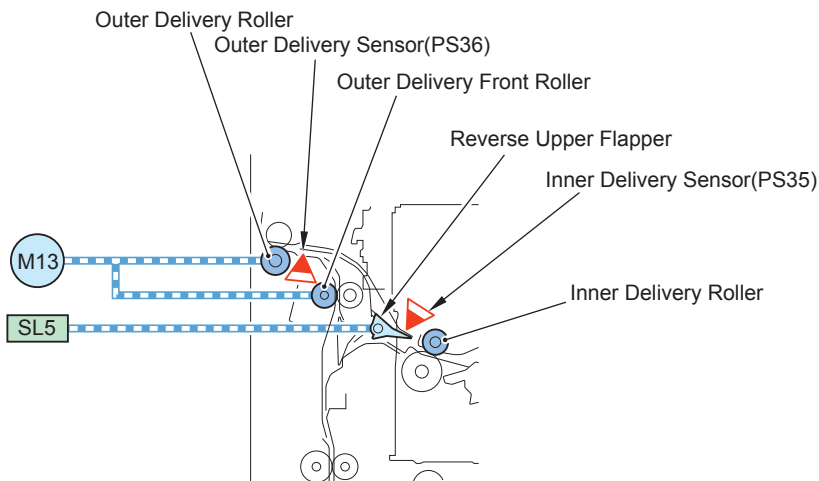 Outer Delivery Roller
Outer Delivery Sensor(PS36)
Outer Delivery Front Roller
Reverse Upper Flapper
Inner Delivery Sensor(PS35)
M13
Inner Delivery Roller
SL5